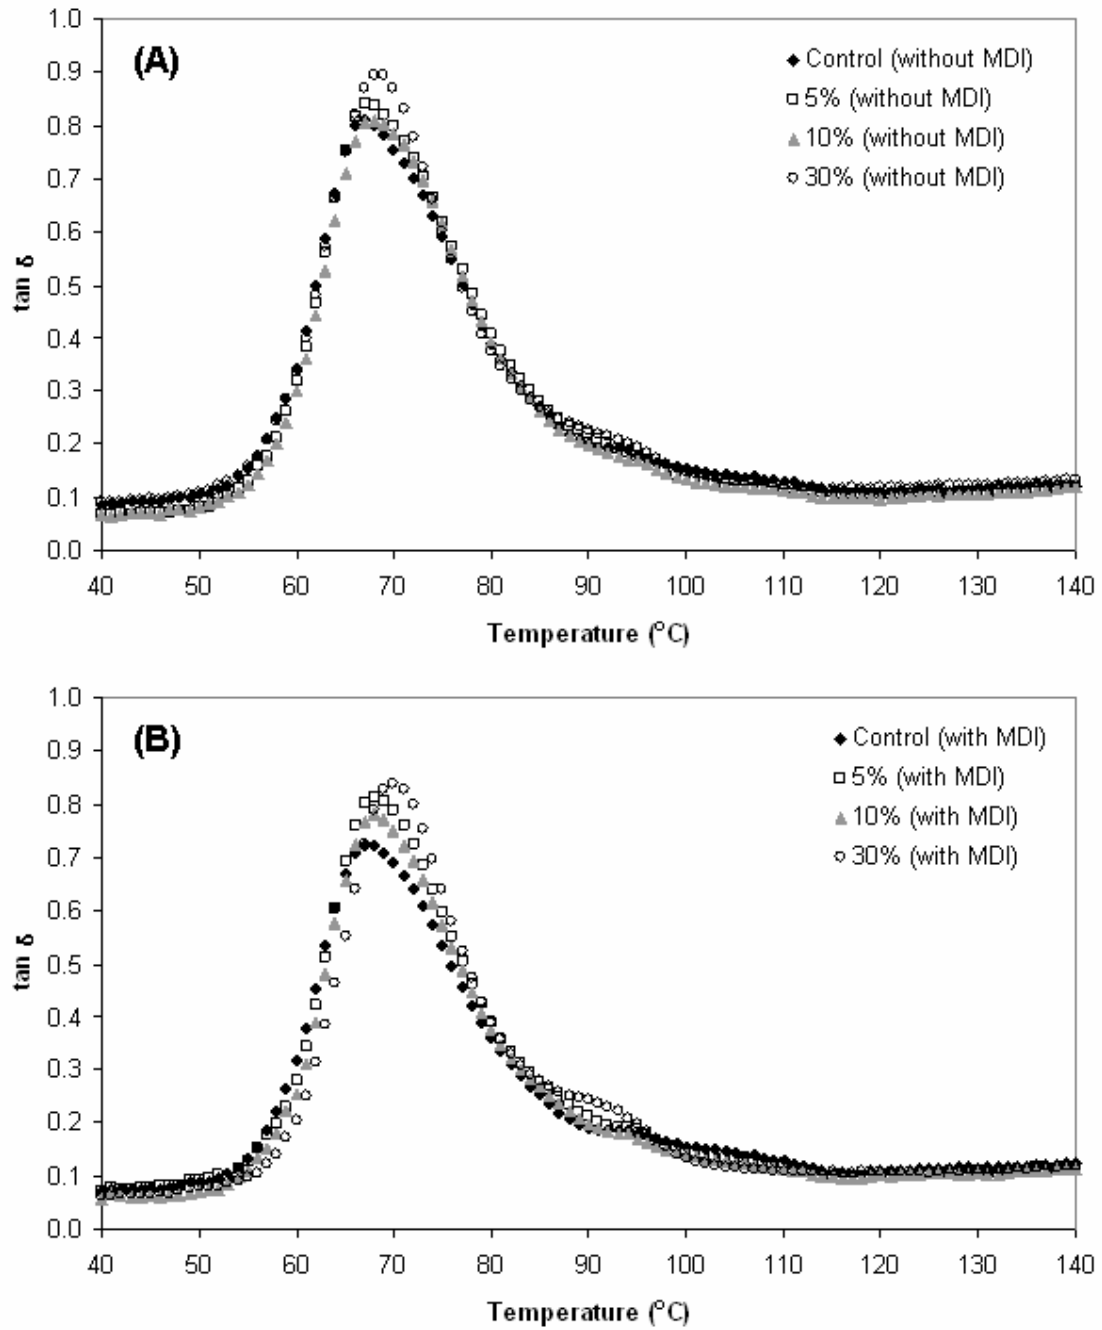 (A)
Control (without MDI)
5% (without MDI)
10% (without MDI)
30% (without MDI)
tan δ
1.0
0.9
0.8
0.7
0.6
0.5
0.4
0.3
0.2
0.1
0.0
40 50 60 70 80 90 100 110 120 130 140
Temperature (°C)
(B)
Control (with MDI)
5% (with MDI)
10% (with MDI)
30% (with MDI)
tan δ
1.0
0.9
0.8
0.7
0.6
0.5
0.4
0.3
0.2
0.1
0.0
40 50 60 70 80 90 100 110 120 130 140
Temperature (°C)